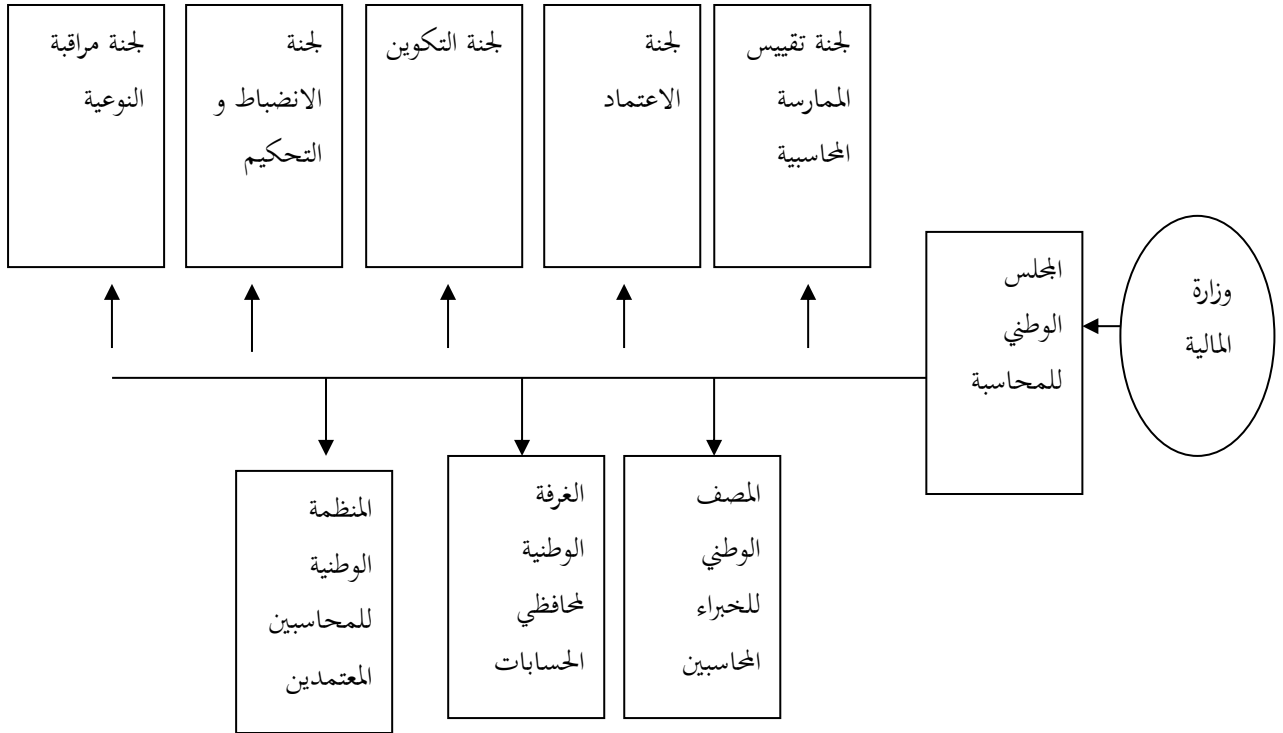 لجنة تقييس
الممارسة
المحاسبية
لجنة
الاعتماد
لجنة التكوين
لجنة
الانضباط و
التحكيم
لجنة مراقبة
النوعية
وزارة
المالية
المجلس
الوطني
للمحاسبة
المصف
الوطني
للخبراء
المحاسبين
الغرفة
الوطنية
لمحافظي
الحسابات
المنظمة
الوطنية
للمحاسبين
المعتمدين